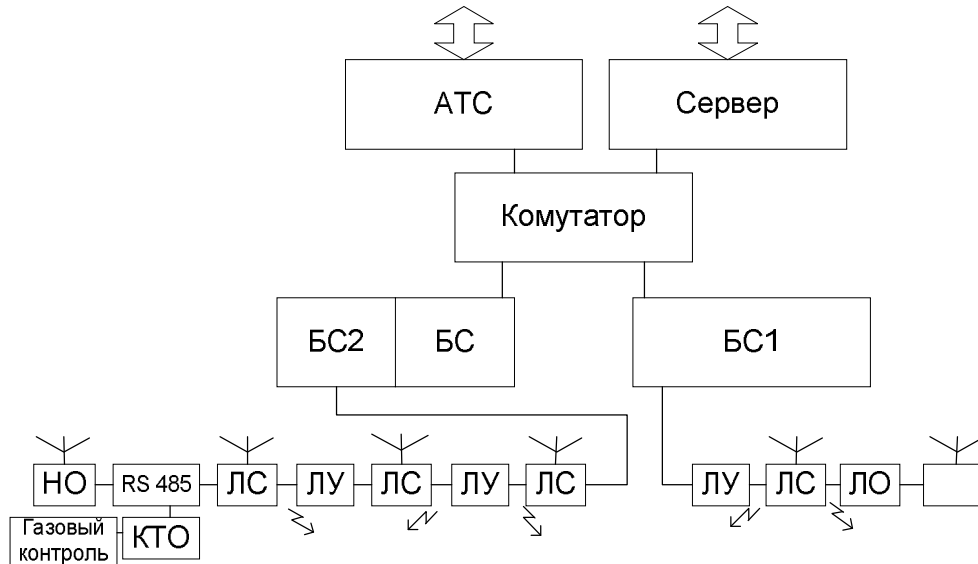 АТС
Сервер
Комутатор
БС2
БС
БС1
НО
RS 485
ЛС
ЛУ
ЛС
ЛУ
ЛС
ЛУ
ЛС
ЛО
Газовый
контроль
КТО